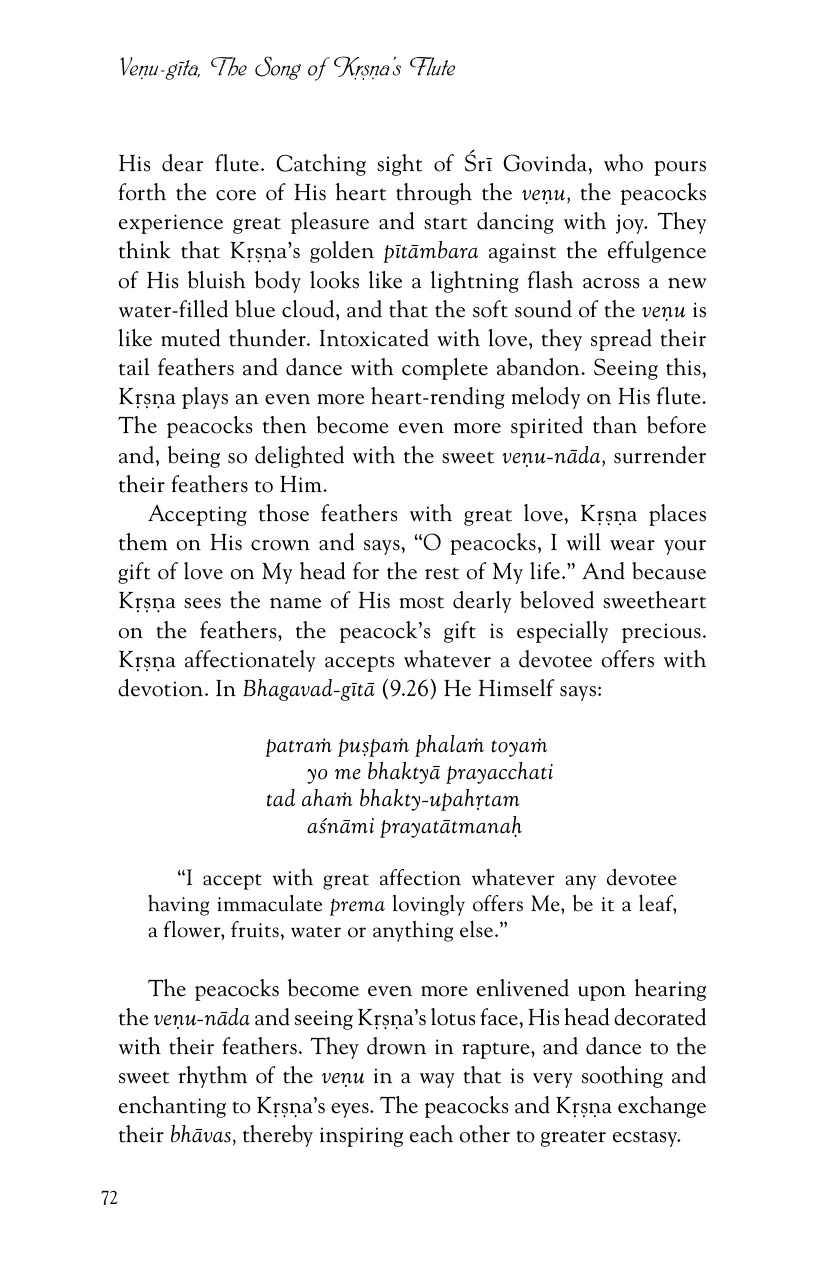 Veṇu-gīta, The Song of Kṛṣṇa's Flute
His dear flute. Catching sight of Śrī Govinda, who pours
forth the core of His heart through the veṇu, the peacocks
experience great pleasure and start dancing with joy. They
think that Kṛṣṇa's golden pītāmbara against the effulgence
of His bluish body looks like a lightning flash across a new
water-filled blue cloud, and that the soft sound of the veṇu is
like muted thunder. Intoxicated with love, they spread their
tail feathers and dance with complete abandon. Seeing this,
Kṛṣṇa plays an even more heart-rending melody on His flute.
The peacocks then become even more spirited than before
and, being so delighted with the sweet veṇu-nāda, surrender
their feathers to Him.
Accepting those feathers with great love, Kṛṣṇa places
them on His crown and says, “O peacocks, I will wear your
gift of love on My head for the rest of My life.” And because
Kṛṣṇa sees the name of His most dearly beloved sweetheart
on the feathers, the peacock's gift is especially precious.
Kṛṣṇa affectionately accepts whatever a devotee offers with
devotion. In Bhagavad-gītā (9.26) He Himself says:
patraṁ puṣpaṁ phalaṁ toyaṁ
yo me bhaktyā prayacchati
tad ahaṁ bhakty-upahṛtam
aśnāmi prayatātmanaḥ
“I accept with great affection whatever any devotee
having immaculate prema lovingly offers Me, be it a leaf,
a flower, fruits, water or anything else.”
The peacocks become even more enlivened upon hearing
the veṇu-nāda and seeing Kṛṣṇa's lotus face, His head decorated
with their feathers. They drown in rapture, and dance to the
sweet rhythm of the veṇu in a way that is very soothing and
enchanting to Kṛṣṇa's eyes. The peacocks and Kṛṣṇa exchange
their bhāvas, thereby inspiring each other to greater ecstasy.
72